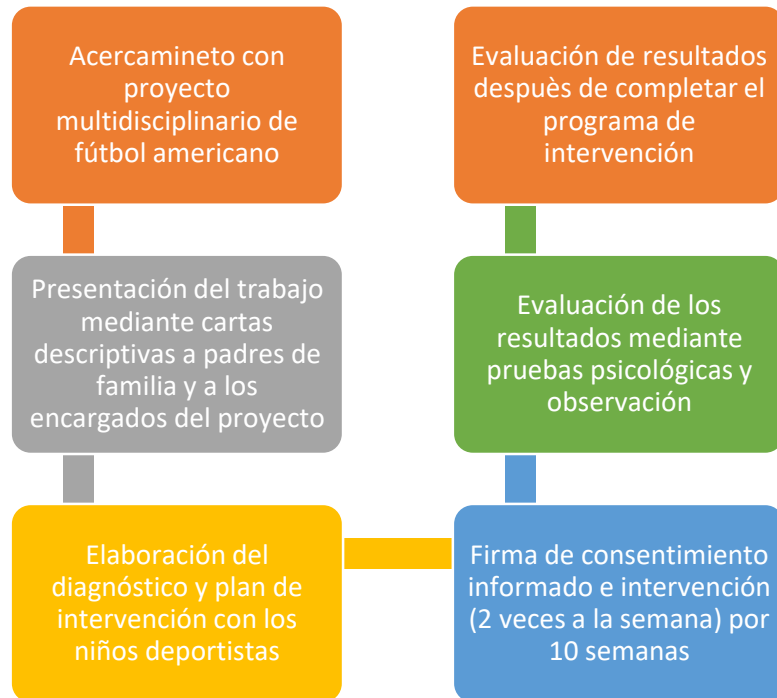 Acercamineto con
proyecto
multidisciplinario de
fútbol americano
Presentación del trabajo
mediante cartas
descriptivas a padres de
familia y a los
encargados del proyecto
Elaboración del
diagnóstico y plan de
intervención con los
niños deportistas
Firma de consentimiento
informado e intervención
(2 veces a la semana) por
10 semanas
Evaluación de los
resultados mediante
pruebas psicológicas y
observación
Evaluación de resultados
despuès de completar el
programa de
intervención